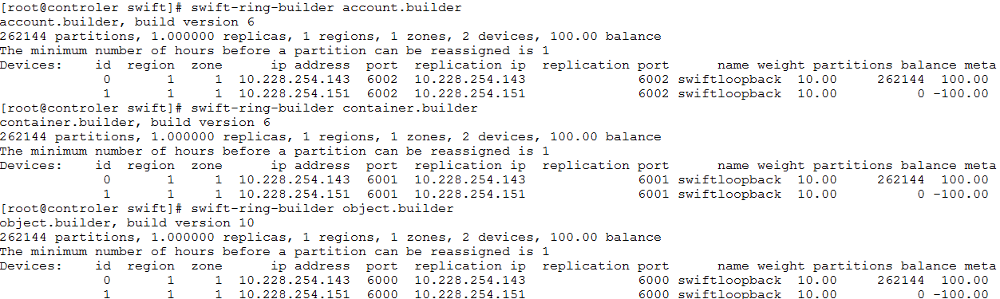 [root@controler swift]# swift-ring-builder account.builder
account.builder, build version 6
262144 partitions, 1.000000 replicas, 1 regions, 1 zones, 2 devices, 100.00 balance
The minimum number of hours before a partition can be reassigned is 1
Devices:    id  region  zone      ip address  port  replication ip  replication port      name weight partitions balance meta
             0       1     1  10.228.254.143  6002  10.228.254.143              6002 swiftloopback  10.00     262144  100.00
             1       1     1  10.228.254.151  6002  10.228.254.151              6002 swiftloopback  10.00          0 -100.00
[root@controler swift]# swift-ring-builder container.builder
container.builder, build version 6
262144 partitions, 1.000000 replicas, 1 regions, 1 zones, 2 devices, 100.00 balance
The minimum number of hours before a partition can be reassigned is 1
Devices:    id  region  zone      ip address  port  replication ip  replication port      name weight partitions balance meta
             0       1     1  10.228.254.143  6001  10.228.254.143              6001 swiftloopback  10.00     262144  100.00
             1       1     1  10.228.254.151  6001  10.228.254.151              6001 swiftloopback  10.00          0 -100.00
[root@controler swift]# swift-ring-builder object.builder
object.builder, build version 10
262144 partitions, 1.000000 replicas, 1 regions, 1 zones, 2 devices, 100.00 balance
The minimum number of hours before a partition can be reassigned is 1
Devices:    id  region  zone      ip address  port  replication ip  replication port      name weight partitions balance meta
             0       1     1  10.228.254.143  6000  10.228.254.143              6000 swiftloopback  10.00     262144  100.00
             1       1     1  10.228.254.151  6000  10.228.254.151              6000 swiftloopback  10.00          0 -100.00